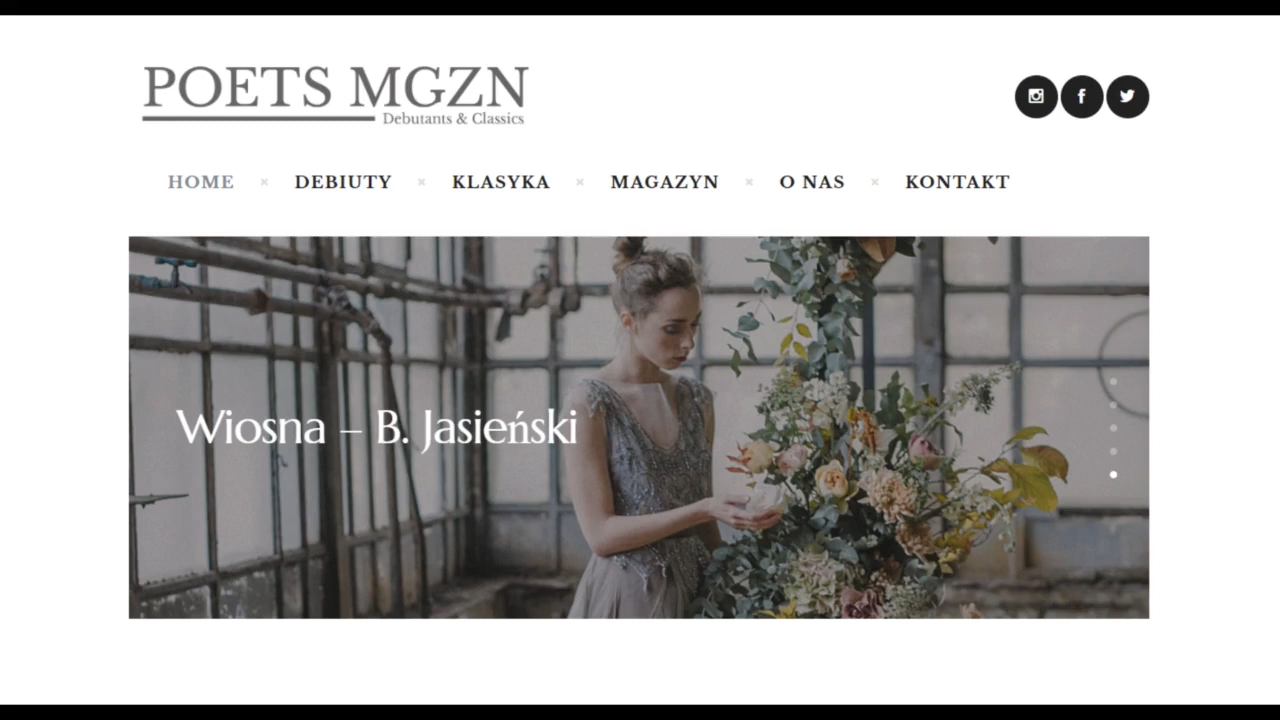 POETS MGZN
Debutants & Classics
HOME × DEBIUTY × KLASYKA × MAGAZYN × O NAS × KONTAKT
Wiosna – B. Jasieński